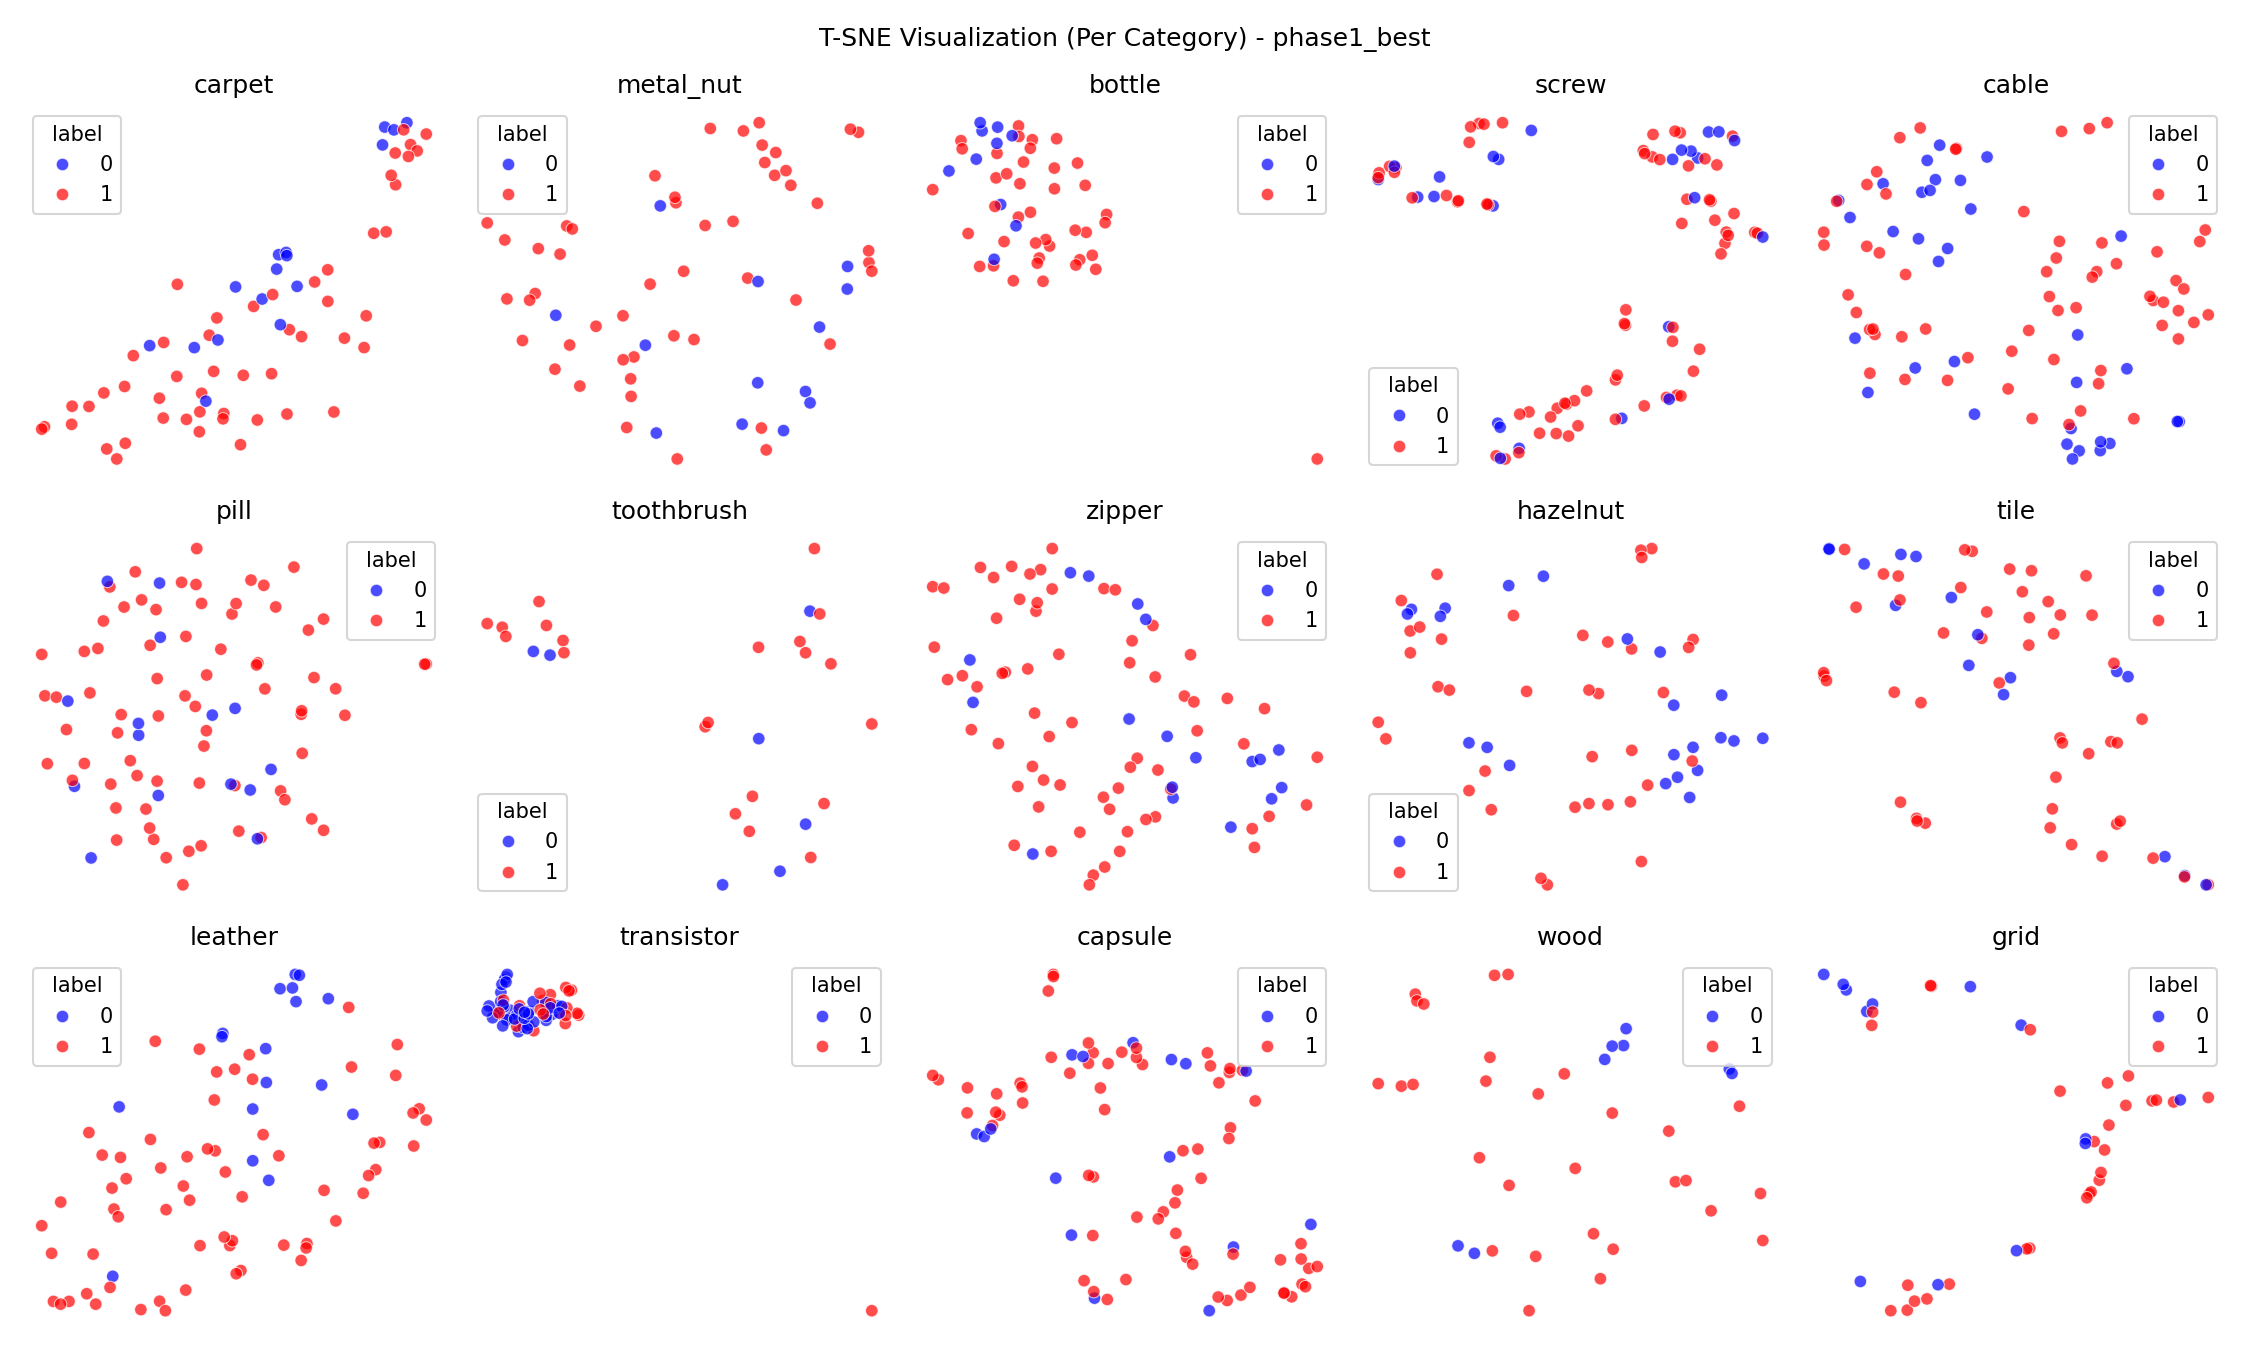 T-SNE Visualization (Per Category) - phase1_best
carpet
label
0
1
metal_nut
label
0
1
bottle
label
0
1
screw
label
0
1
cable
label
0
1
pill
label
0
1
toothbrush
label
0
1
zipper
label
0
1
hazelnut
label
0
1
tile
label
0
1
leather
label
0
1
transistor
label
0
1
capsule
label
0
1
wood
label
0
1
grid
label
0
1